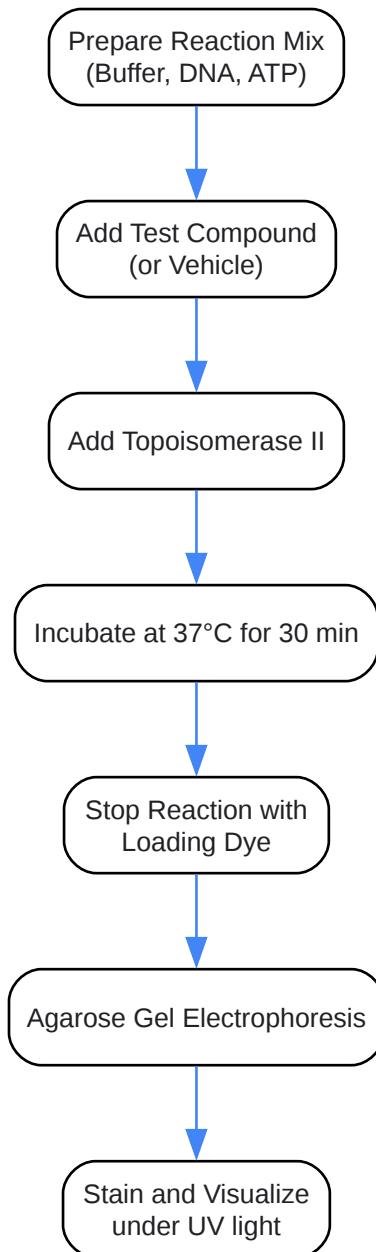 Prepare Reaction Mix
(Buffer, DNA, ATP)
Add Test Compound
(or Vehicle)
Add Topoisomerase II
Incubate at 37°C for 30 min
Stop Reaction with
Loading Dye
Agarose Gel Electrophoresis
Stain and Visualize
under UV light